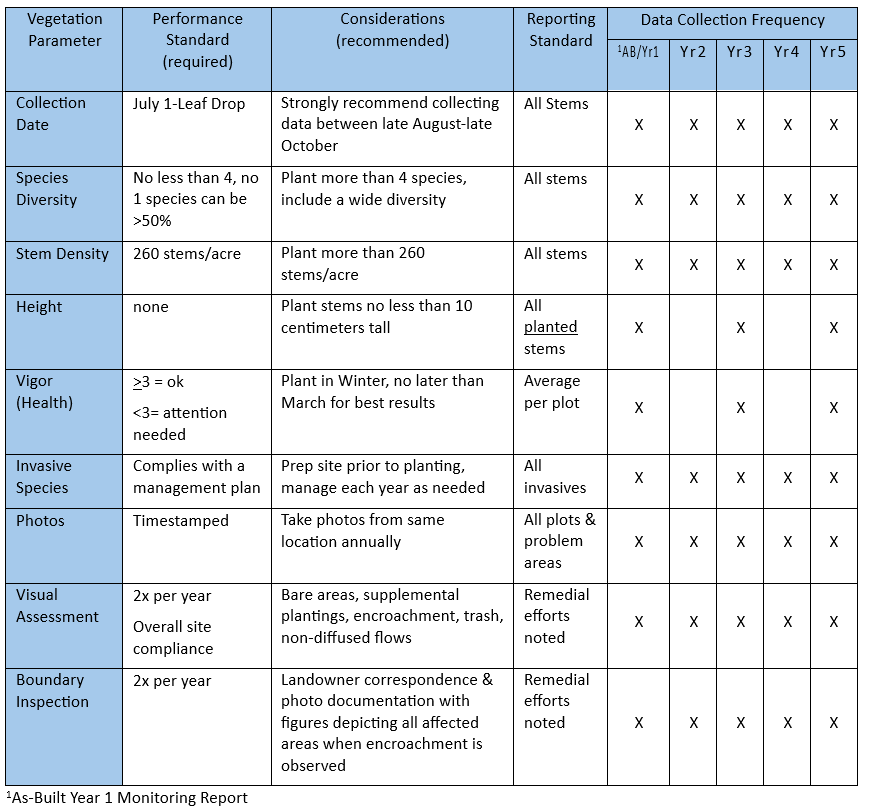 Vegetation
Parameter
Performance
Standard
(required)
Considerations
(recommended)
Reporting
Standard
Data Collection Frequency
¹AB/Yr1 Yr2 Yr3 Yr4 Yr5
Collection
Date
July 1-Leaf Drop
Strongly recommend collecting
data between late August-late
October
All Stems
X X X X X
Species
Diversity
No less than 4, no
1 species can be
>50%
Plant more than 4 species,
include a wide diversity
All stems
X X X X X
Stem Density
260 stems/acre
Plant more than 260
stems/acre
All stems
X X X X X
Height
none
Plant stems no less than 10
centimeters tall
All
planted
stems
X X X
Vigor
(Health)
>3 = ok
<3= attention
needed
Plant in Winter, no later than
March for best results
Average
per plot
X X X
Invasive
Species
Complies with a
management plan
Prep site prior to planting,
manage each year as needed
All
invasives
X X X X X
Photos
Timestamped
Take photos from same
location annually
All plots &
problem
areas
X X X X X
Visual
Assessment
2x per year
Overall site
compliance
Bare areas, supplemental
plantings, encroachment, trash,
non-diffused flows
Remedial
efforts
noted
X X X X X
Boundary
Inspection
2x per year
Landowner correspondence &
photo documentation with
figures depicting all affected
areas when encroachment is
observed
Remedial
efforts
noted
X X X X X
¹As-Built Year 1 Monitoring Report